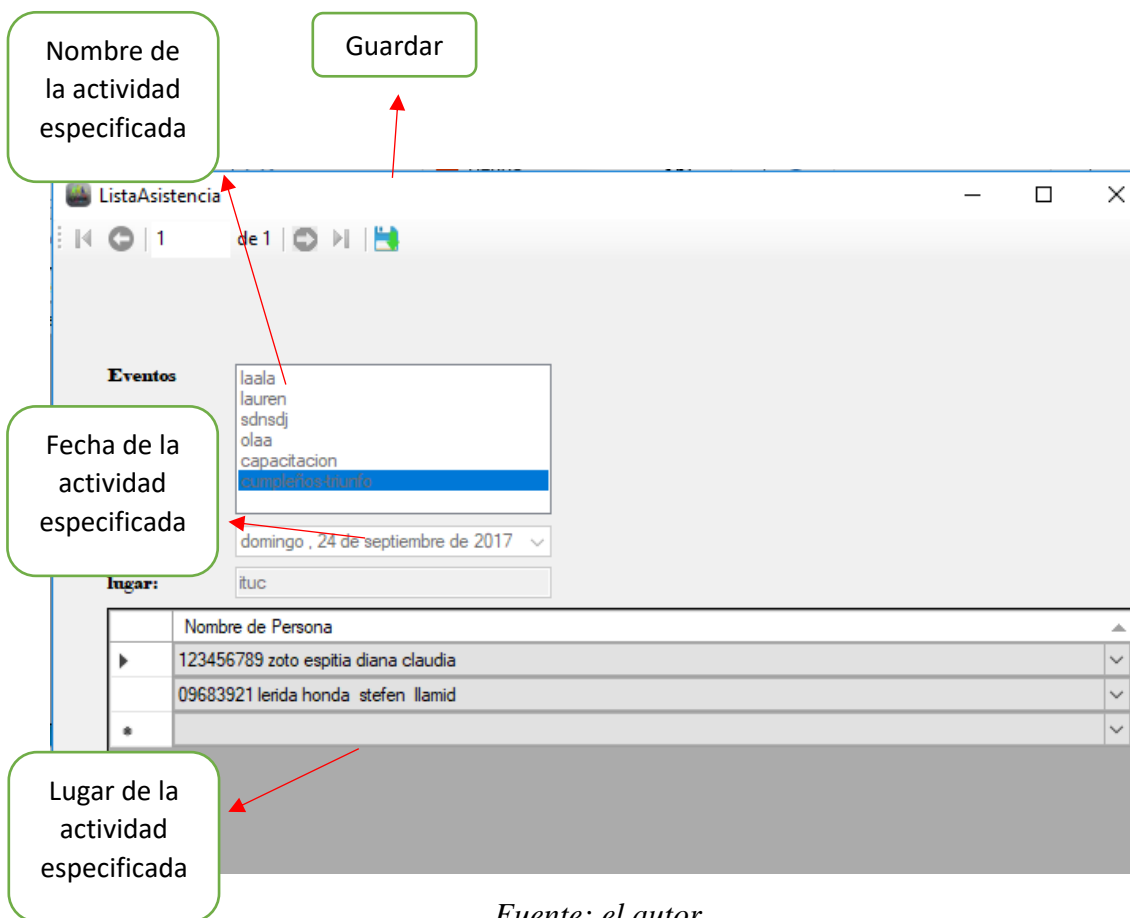 Nombre de
la actividad
especificada
Guardar
ListaAsistencia
1 de 1
Eventos
laala
lauren
sdnsdj
olaa
capacitacion
cumpleños-triunfo
Fecha de la
actividad
especificada
domingo , 24 de septiembre de 2017
lugar:
ituc
Nombre de Persona
123456789 zoto espitia diana claudia
09683921 lerida honda stefen llamid
Lugar de la
actividad
especificada
Fuente: el autor